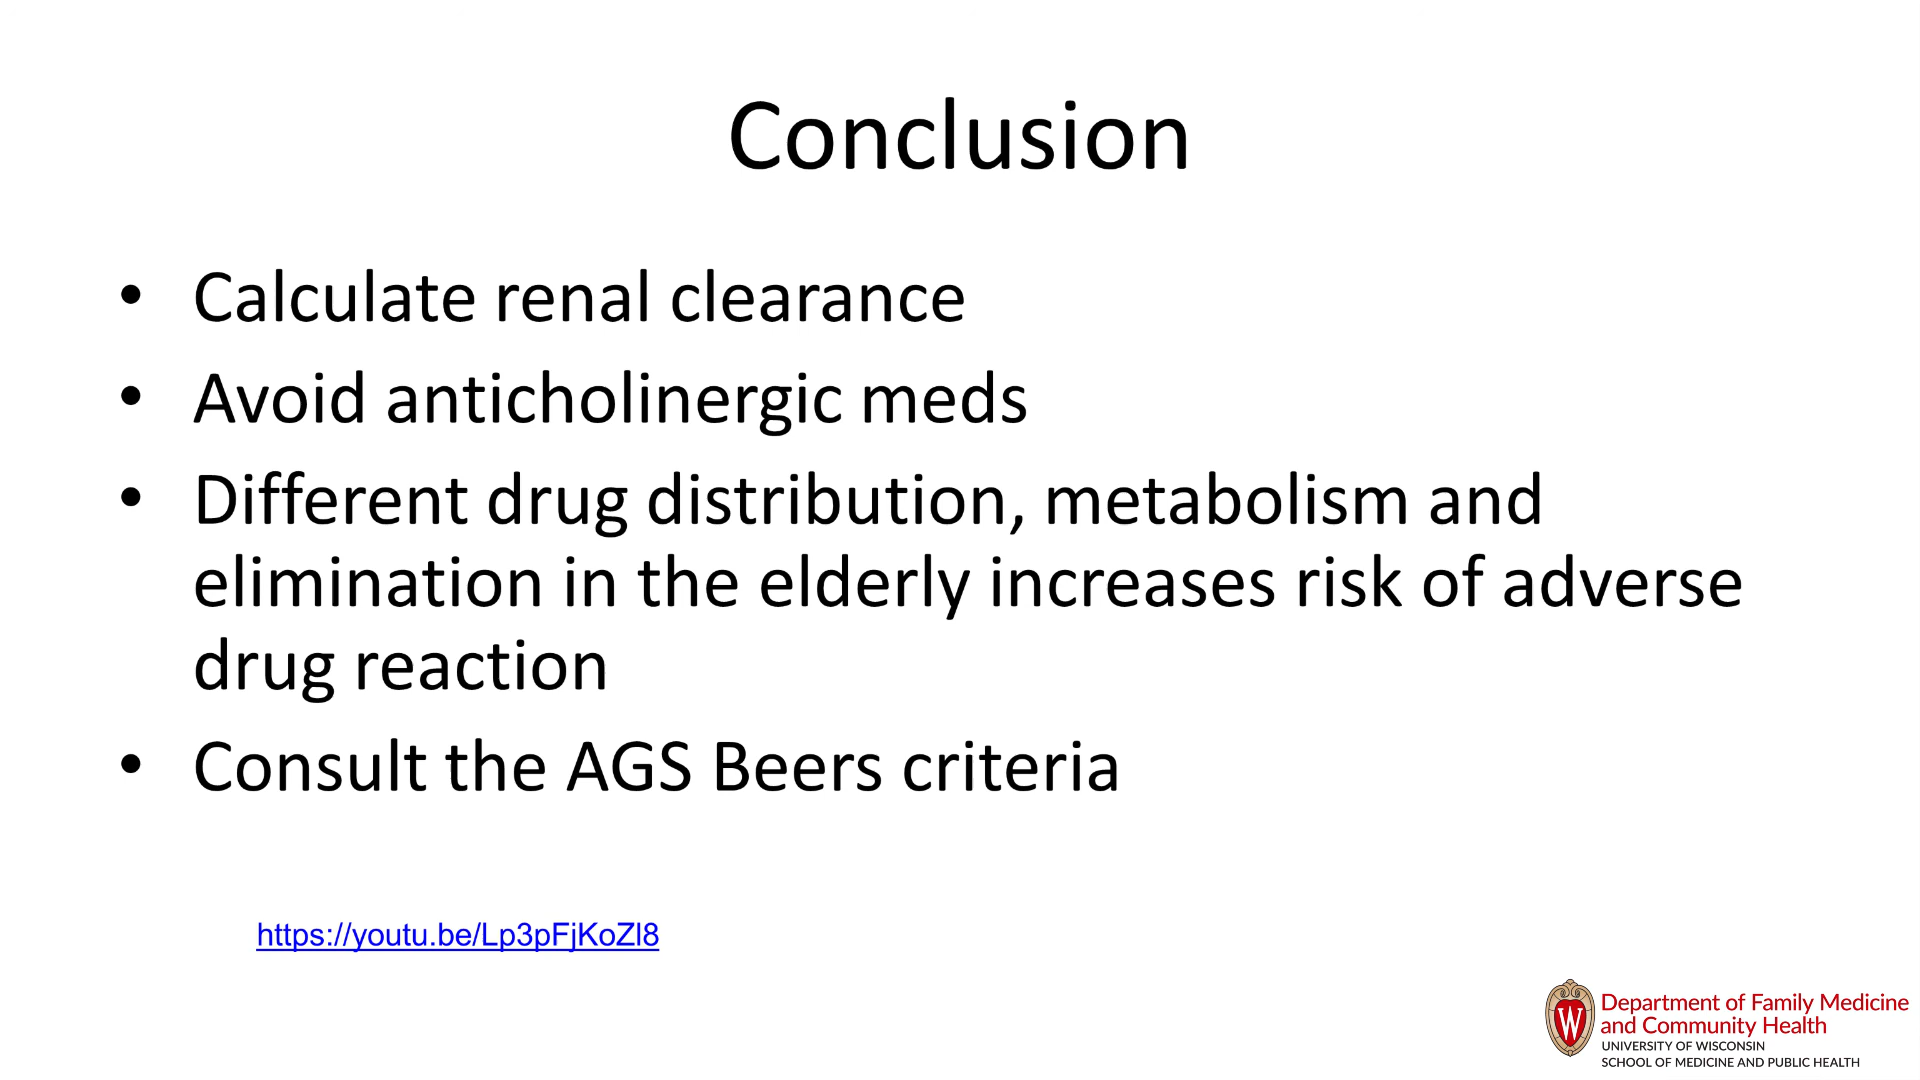 Conclusion
• Calculate renal clearance
• Avoid anticholinergic meds
• Different drug distribution, metabolism and
elimination in the elderly increases risk of adverse
drug reaction
• Consult the AGS Beers criteria
https://youtu.be/Lp3pFjKoZl8
W
Department of Family Medicine
and Community Health
UNIVERSITY OF WISCONSIN
SCHOOL OF MEDICINE AND PUBLIC HEALTH